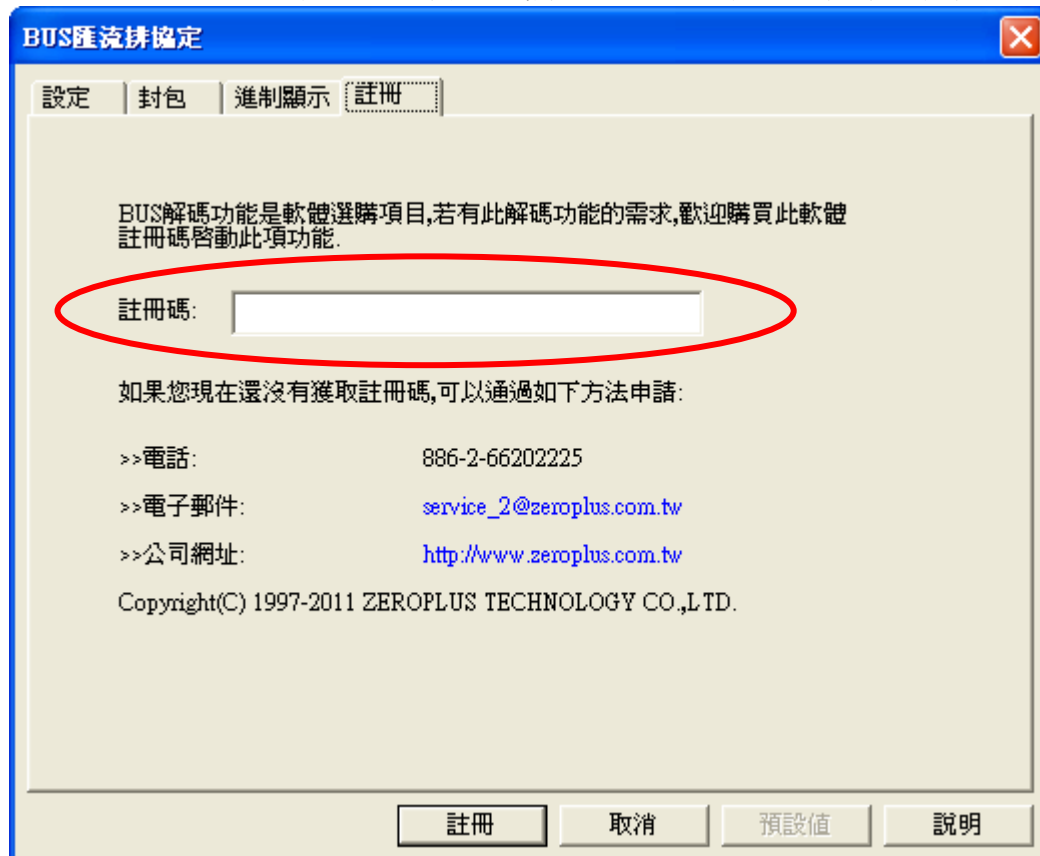 BUS匯流排協定
設定 封包 進制顯示 註冊
BUS解碼功能是軟體選購項目,若有此解碼功能的需求,歡迎購買此軟體
註冊碼啓動此項功能.
註冊碼:
如果您現在還沒有獲取註冊碼,可以通過如下方法申請:
>>電話: 886-2-66202225
>>電子郵件: service_2@zeroplus.com.tw
>>公司網址: http://www.zeroplus.com.tw
Copyright(C) 1997-2011 ZEROPLUS TECHNOLOGY CO.,LTD.
註冊 取消 預設值 說明